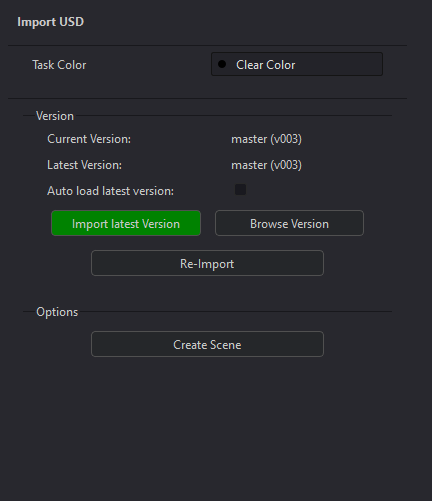 Import USD
Task Color
Clear Color
Version
Current Version: master (v003)
Latest Version: master (v003)
Auto load latest version:
Import latest Version
Browse Version
Re-Import
Options
Create Scene